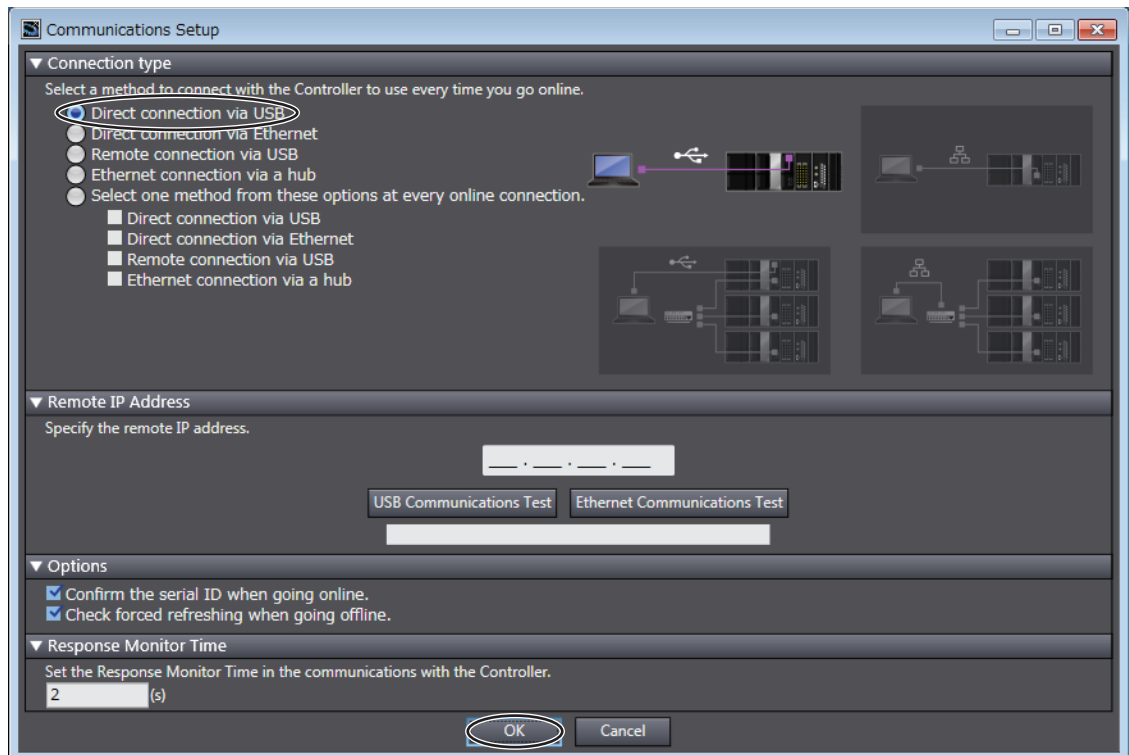 Communications Setup
▼ Connection type
Select a method to connect with the Controller to use every time you go online.
Direct connection via USB
Direct connection via Ethernet
Remote connection via USB
Ethernet connection via a hub
Select one method from these options at every online connection.
Direct connection via USB
Direct connection via Ethernet
Remote connection via USB
Ethernet connection via a hub
▼ Remote IP Address
Specify the remote IP address.
___ . ___ . ___ . ___
USB Communications Test Ethernet Communications Test
▼ Options
Confirm the serial ID when going online.
Check forced refreshing when going offline.
▼ Response Monitor Time
Set the Response Monitor Time in the communications with the Controller.
2 (s)
OK Cancel